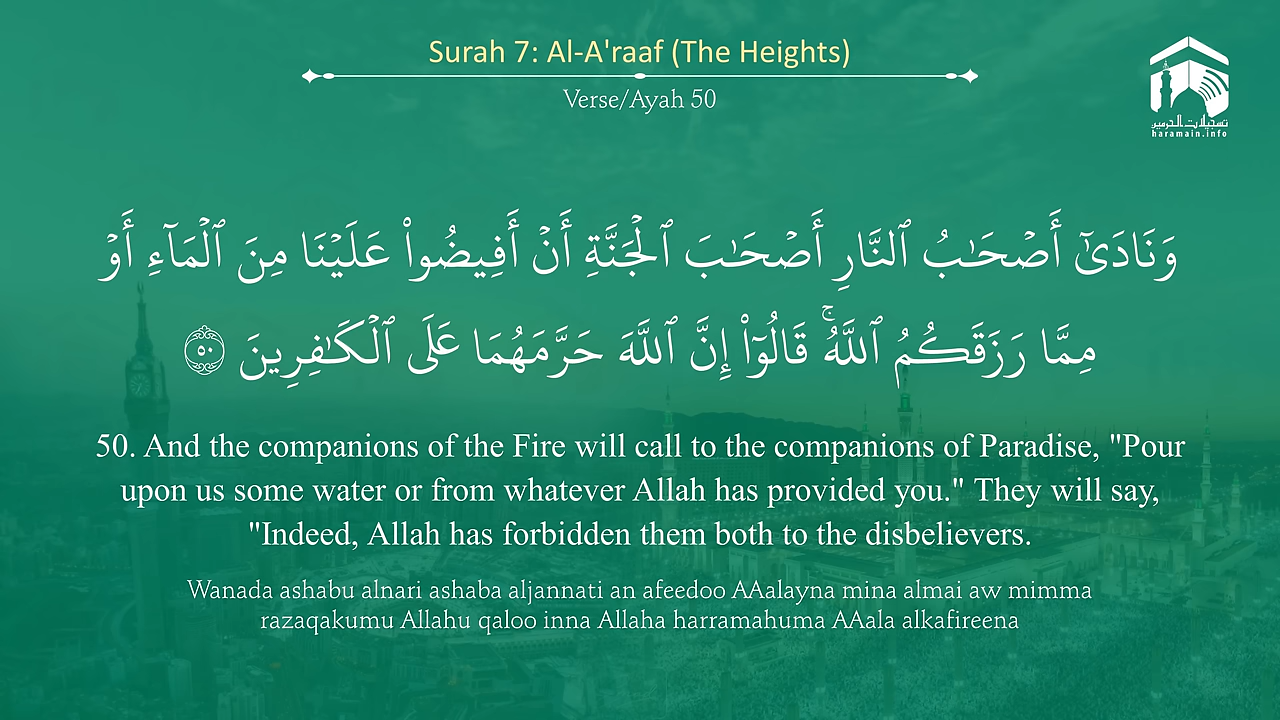 Surah 7: Al-A'raaf (The Heights)
Verse/Ayah 50
تسجيلات الحرمين
haramain.info
وَنَادَىٰٓ أَصْحَـٰبُ ٱلنَّارِ أَصْحَـٰبَ ٱلْجَنَّةِ أَنْ أَفِيضُوا۟ عَلَيْنَا مِنَ ٱلْمَآءِ أَوْ
مِمَّا رَزَقَكُمُ ٱللَّهُ ۚ قَالُوٓا۟ إِنَّ ٱللَّهَ حَرَّمَهُمَا عَلَى ٱلْكَـٰفِرِينَ ٥٠
50. And the companions of the Fire will call to the companions of Paradise, "Pour
upon us some water or from whatever Allah has provided you." They will say,
"Indeed, Allah has forbidden them both to the disbelievers.
Wanada ashabu alnari ashaba aljannati an afeedoo AAalayna mina almai aw mimma
razaqakumu Allahu qaloo inna Allaha harramahuma AAala alkafireena